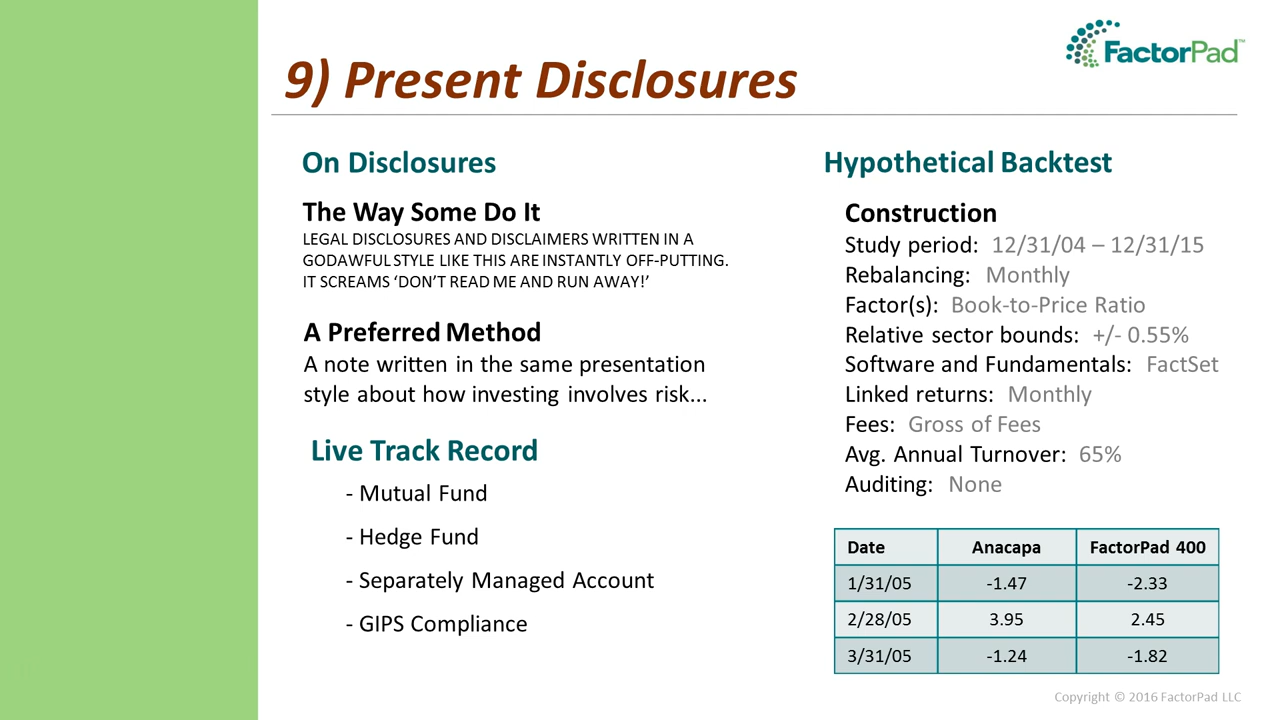 FactorPad™
9) Present Disclosures
On Disclosures
The Way Some Do It
LEGAL DISCLOSURES AND DISCLAIMERS WRITTEN IN A
GODAWFUL STYLE LIKE THIS ARE INSTANTLY OFF-PUTTING.
IT SCREAMS ‘DON’T READ ME AND RUN AWAY!’
A Preferred Method
A note written in the same presentation
style about how investing involves risk...
Live Track Record
- Mutual Fund
- Hedge Fund
- Separately Managed Account
- GIPS Compliance
Hypothetical Backtest
Construction
Study period: 12/31/04 – 12/31/15
Rebalancing: Monthly
Factor(s): Book-to-Price Ratio
Relative sector bounds: +/- 0.55%
Software and Fundamentals: FactSet
Linked returns: Monthly
Fees: Gross of Fees
Avg. Annual Turnover: 65%
Auditing: None
Date Anacapa FactorPad 400
1/31/05 -1.47 -2.33
2/28/05 3.95 2.45
3/31/05 -1.24 -1.82
Copyright © 2016 FactorPad LLC